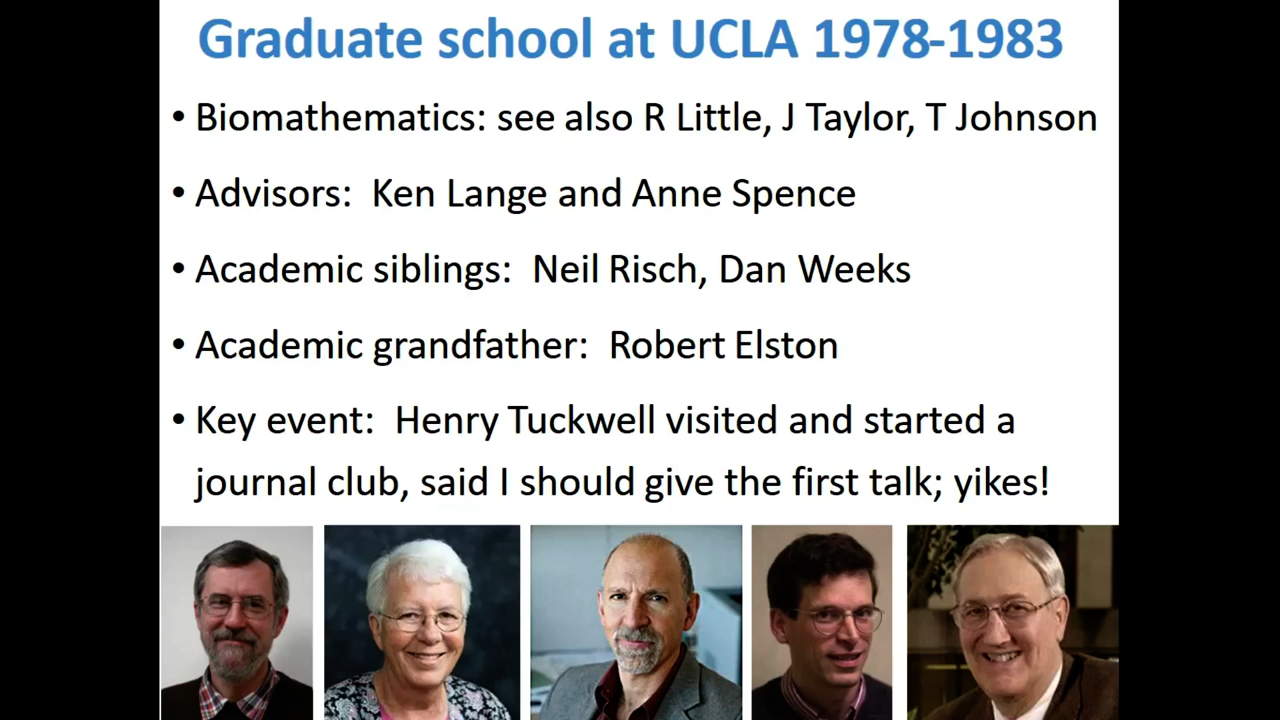 Graduate school at UCLA 1978-1983
• Biomathematics: see also R Little, J Taylor, T Johnson
• Advisors: Ken Lange and Anne Spence
• Academic siblings: Neil Risch, Dan Weeks
• Academic grandfather: Robert Elston
• Key event: Henry Tuckwell visited and started a
journal club, said I should give the first talk; yikes!